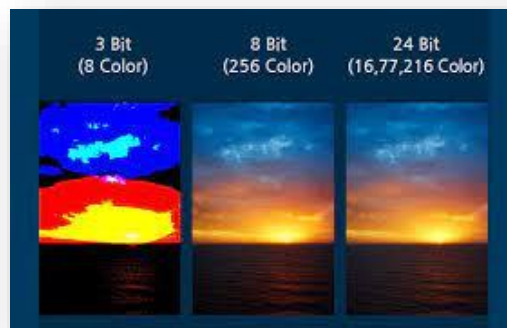 3 Bit
(8 Color)
8 Bit
(256 Color)
24 Bit
(16,77,216 Color)